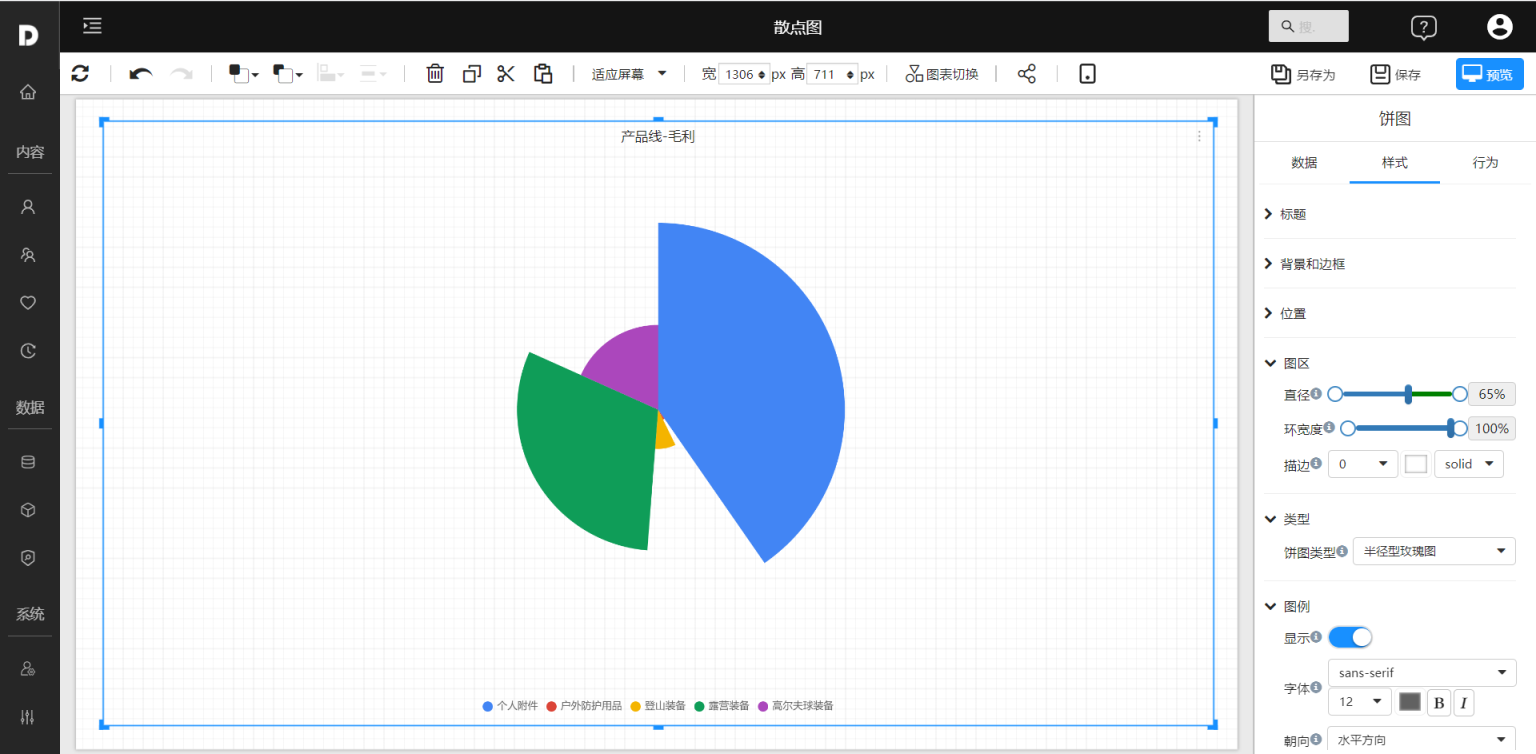 D
散点图
搜.
适应屏幕
宽 1306 px 高 711 px
图表切换
另存为
保存
预览
内容
数据
系统
产品线-毛利
个人附件 户外防护用品 登山装备 露营装备 高尔夫球装备
饼图
数据 样式 行为
标题
背景和边框
位置
图区
直径 65%
环宽度 100%
描边 0 solid
类型
饼图类型 半径型玫瑰图
图例
显示
字体 sans-serif
12 B I
朝向 水平方向